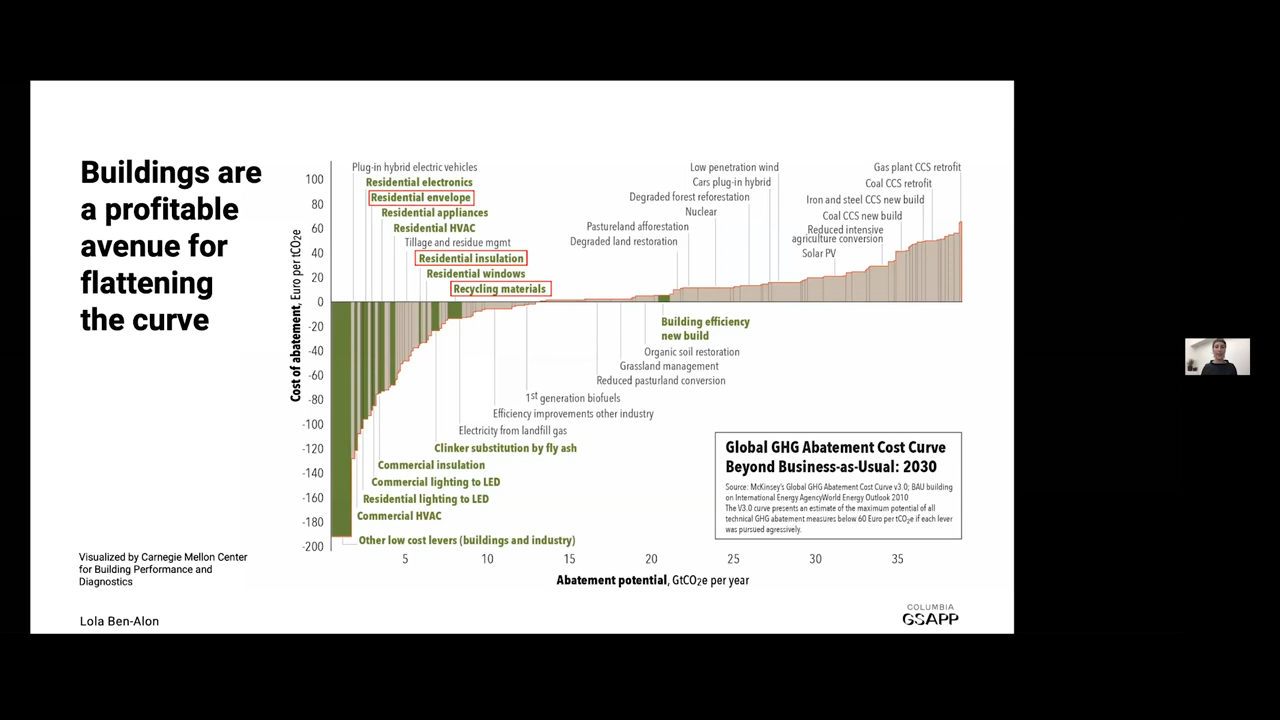 Buildings are
a profitable
avenue for
flattening
the curve
Visualized by Carnegie Mellon Center
for Building Performance and
Diagnostics
Lola Ben-Alon
Cost of abatement, Euro per tCO2e
100
80
60
40
20
0
-20
-40
-60
-80
-100
-120
-140
-160
-180
-200
Plug-in hybrid electric vehicles
Residential electronics
Residential envelope
Residential appliances
Residential HVAC
Tillage and residue mgmt
Residential insulation
Residential windows
Recycling materials
Low penetration wind
Cars plug-in hybrid
Degraded forest reforestation
Nuclear
Pastureland afforestation
Degraded land restoration
Gas plant CCS retrofit
Coal CCS retrofit
Iron and steel CCS new build
Coal CCS new build
Reduced intensive
agriculture conversion
Solar PV
Building efficiency
new build
Organic soil restoration
Grassland management
Reduced pasturland conversion
1st generation biofuels
Efficiency improvements other industry
Electricity from landfill gas
Clinker substitution by fly ash
Commercial insulation
Commercial lighting to LED
Residential lighting to LED
Commercial HVAC
Other low cost levers (buildings and industry)
5
10
15
20
25
30
35
Abatement potential, GtCO2e per year
Global GHG Abatement Cost Curve
Beyond Business-as-Usual: 2030
Source: McKinsey's Global GHG Abatement Cost Curve v3.0; BAU building
on International Energy AgencyWorld Energy Outlook 2010
The V3.0 curve presents an estimate of the maximum potential of all
technical GHG abatement measures below 60 Euro per tCO2e if each lever
was pursued agressively.
COLUMBIA
GSAPP